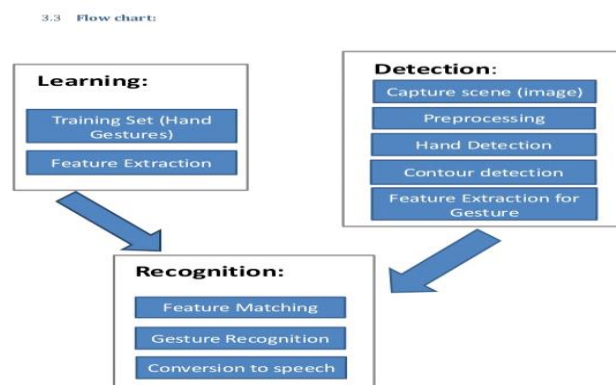 3.3 Flow chart:
Learning:
Training Set (Hand
Gestures)
Feature Extraction
Detection:
Capture scene (image)
Preprocessing
Hand Detection
Contour detection
Feature Extraction for
Gesture
Recognition:
Feature Matching
Gesture Recognition
Conversion to speech